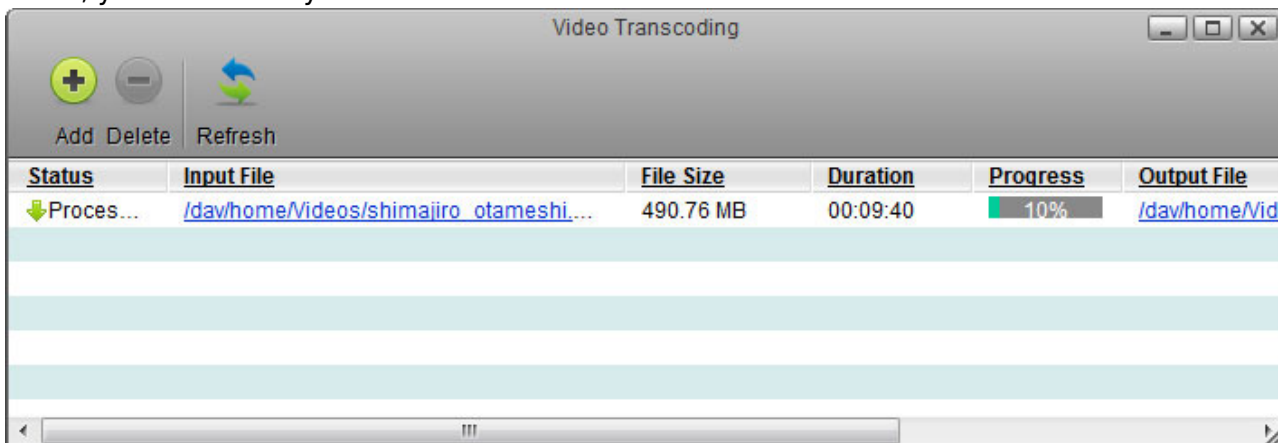 Video Transcoding
Add Delete Refresh
Status Input File File Size Duration Progress Output File
Proces... /dav/home/Videos/shimajiro_otameshi.... 490.76 MB 00:09:40 10% /dav/home/Vid